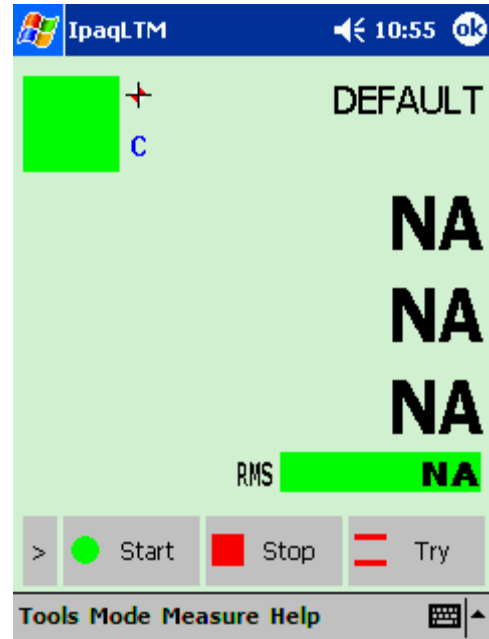 IpaqLTM 10:55 ok
DEFAULT
C
NA
NA
NA
RMS NA
> Start Stop Try
Tools Mode Measure Help